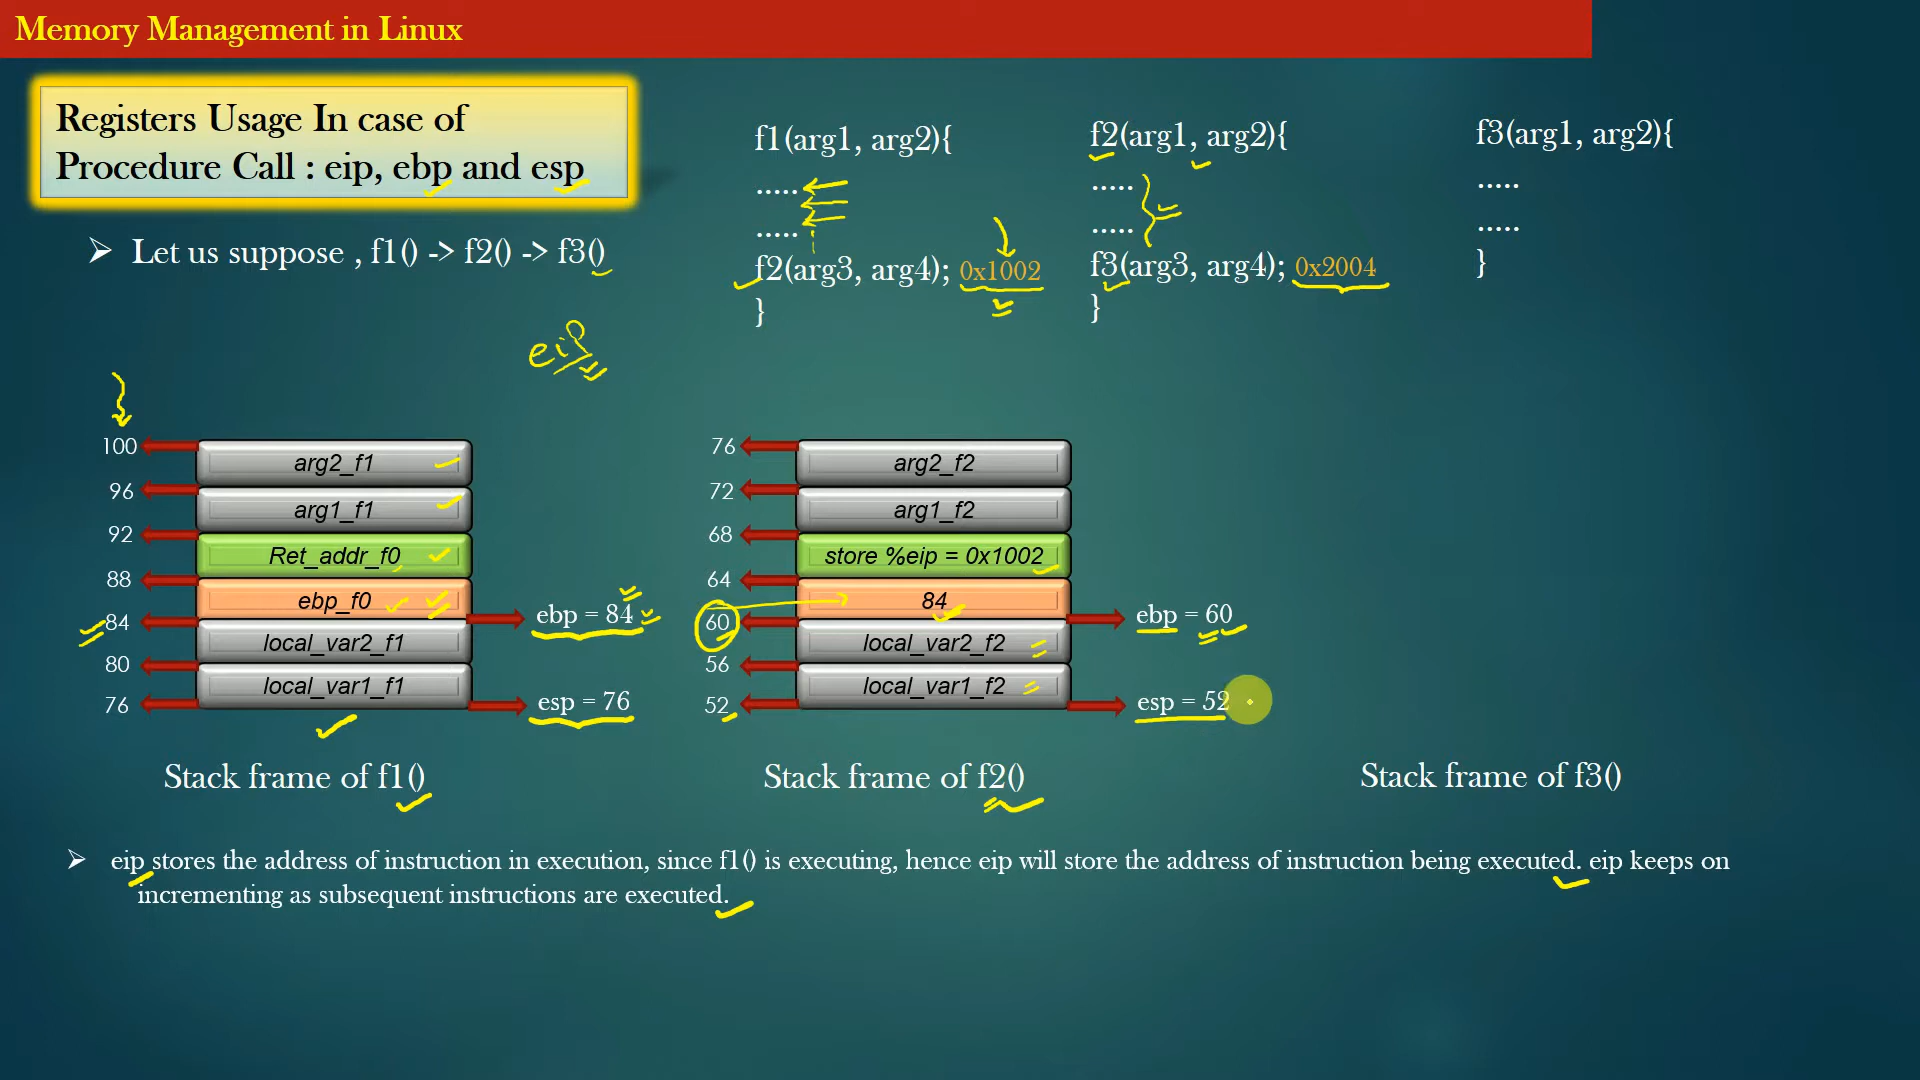 Memory Management in Linux
Registers Usage In case of
Procedure Call : eip, ebp and esp
Let us suppose , f1() -> f2() -> f3()
f1(arg1, arg2){
.....
.....
f2(arg3, arg4); 0x1002
}
f2(arg1, arg2){
.....
.....
f3(arg3, arg4); 0x2004
}
f3(arg1, arg2){
.....
.....
}
eip
100
arg2_f1
96
arg1_f1
92
Ret_addr_f0
88
ebp_f0
84
ebp = 84
local_var2_f1
80
local_var1_f1
76
esp = 76
Stack frame of f1()
76
arg2_f2
72
arg1_f2
68
store %eip = 0x1002
64
84
60
ebp = 60
local_var2_f2
56
local_var1_f2
52
esp = 52
Stack frame of f2()
Stack frame of f3()
eip stores the address of instruction in execution, since f1() is executing, hence eip will store the address of instruction being executed. eip keeps on
incrementing as subsequent instructions are executed.